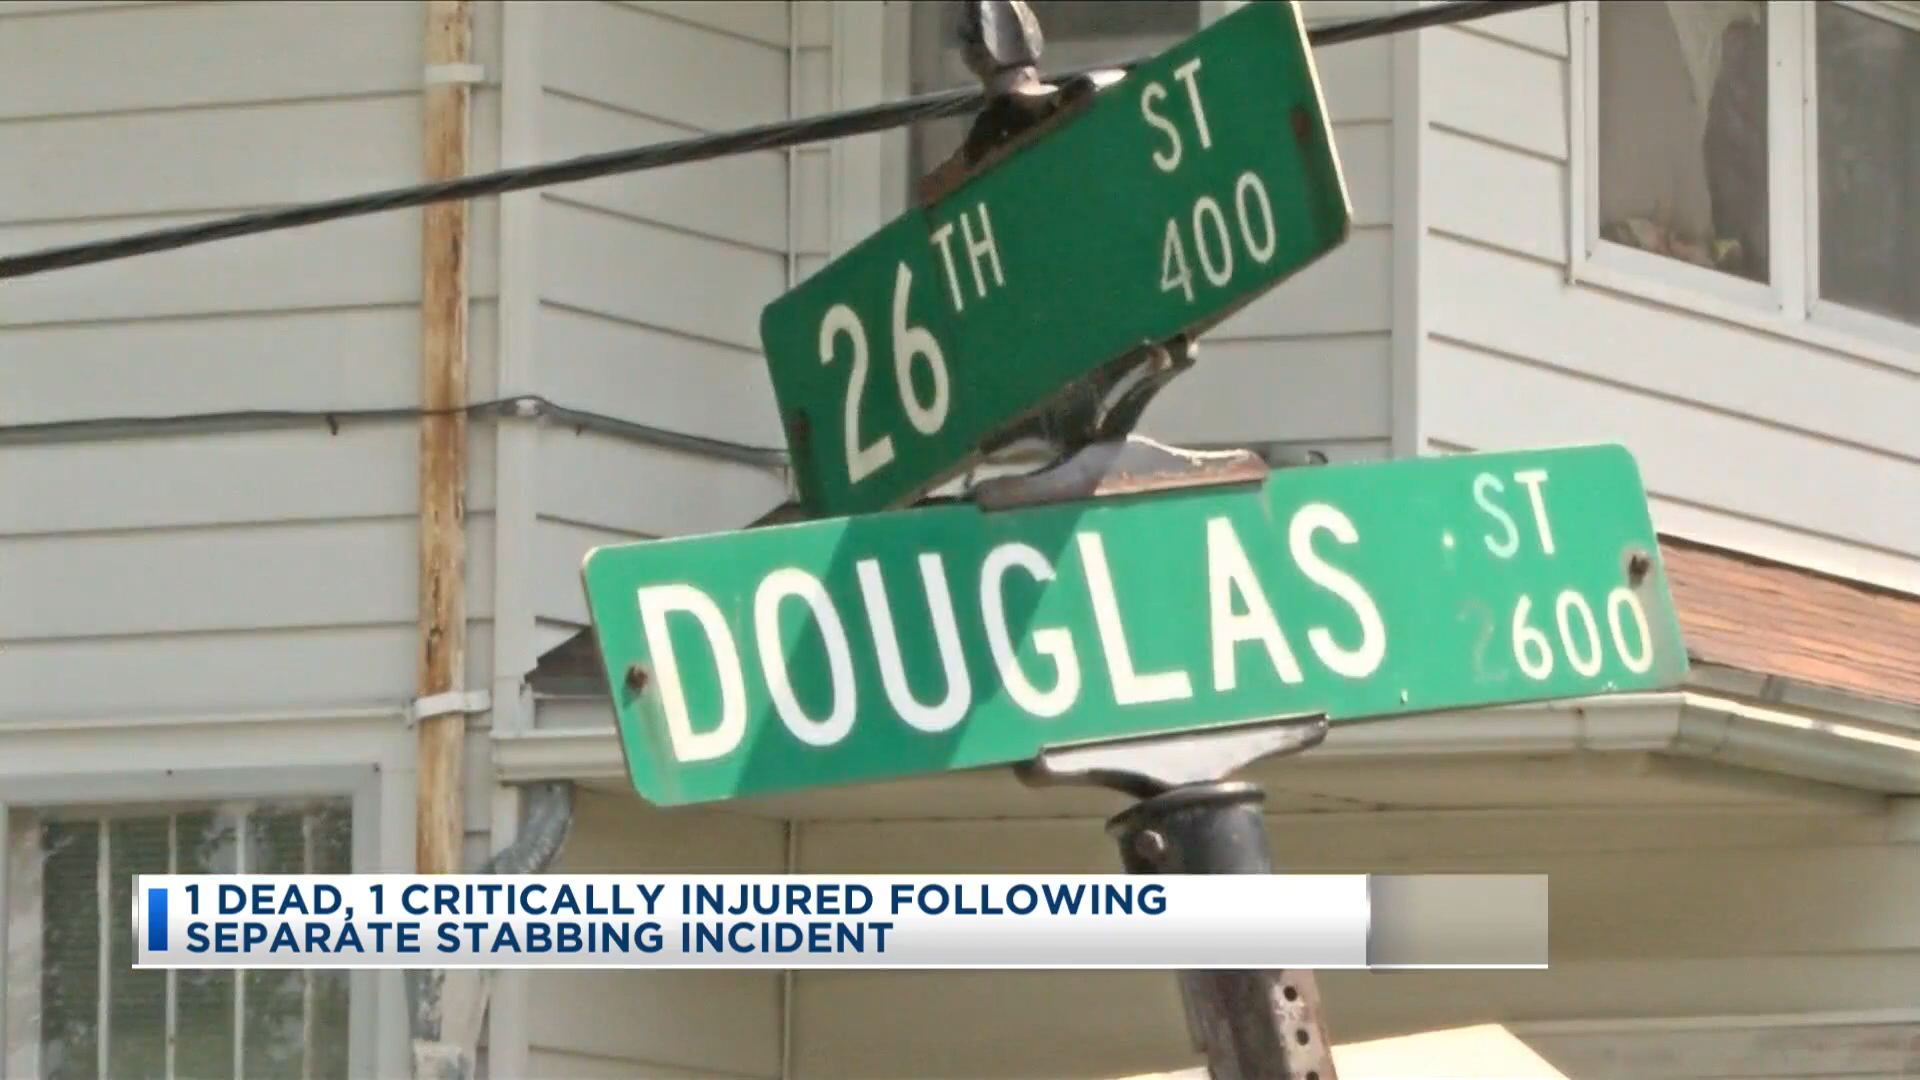 26TH ST
400
DOUGLAS ST
2600
1 DEAD, 1 CRITICALLY INJURED FOLLOWING
SEPARATE STABBING INCIDENT